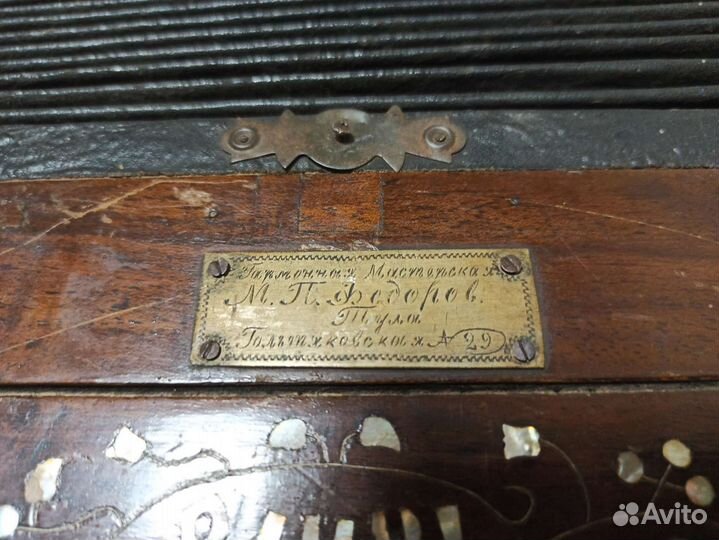 Гармонная Мастерская
М. П. Федоров.
Тула
Гольтяковская А 29
Avito